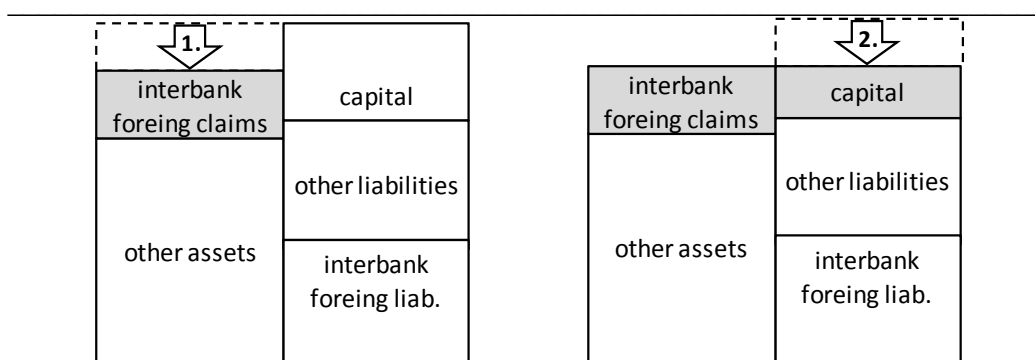 1.
interbank
foreing claims
other assets
capital
other liabilities
interbank
foreing liab.
2.
interbank
foreing claims
other assets
capital
other liabilities
interbank
foreing liab.